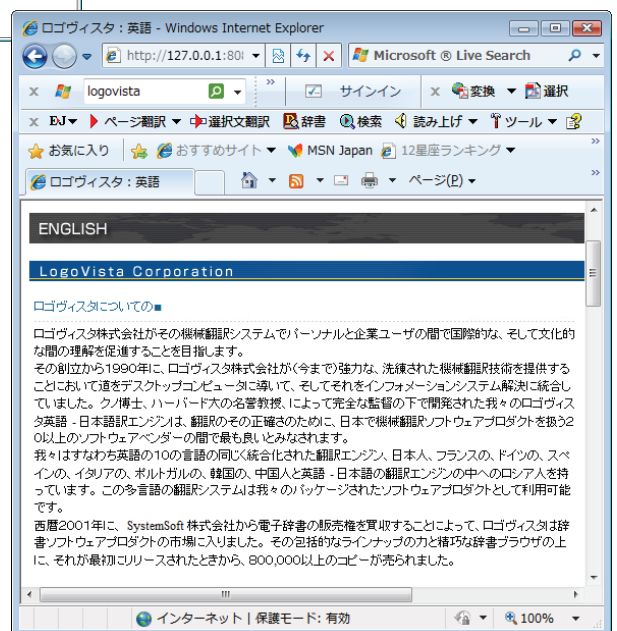 ロゴヴィスタ：英語 - Windows Internet Explorer
http://127.0.0.1:80
Microsoft ® Live Search
logovista
サインイン
変換
選択
ページ翻訳
選択文翻訳
辞書
検索
読み上げ
ツール
お気に入り
おすすめサイト
MSN Japan
12星座ランキング
ロゴヴィスタ：英語
ページ(P)
ENGLISH
LogoVista Corporation
ロゴヴィスタについての■
ロゴヴィスタ株式会社がその機械翻訳システムでパーソナルと企業ユーザの間で国際的な、そして文化的
な間の理解を促進することを目指します。
その創立から1990年に、ロゴヴィスタ株式会社が(今まで)強力な、洗練された機械翻訳技術を提供する
ことにおいて道をデスクトップコンピュータに導いて、そしてそれをインフォメーションシステム解決に統合し
ていました。クノ博士、ハーバード大の名誉教授、によって完全な監督の下で開発された我々のロゴヴィス
タ英語 - 日本語訳エンジンは、翻訳のその正確さのために、日本で機械翻訳ソフトウェアプロダクトを扱う2
0以上のソフトウェアベンダーの間で最も良いとみなされます。
我々はすなわち英語の10の言語の同じく統合化された翻訳エンジン、日本人、フランスの、ドイツの、スペ
インの、イタリアの、ポルトガルの、韓国の、中国人と英語 - 日本語の翻訳エンジンの中へのロシア人を持
っています。この多言語の翻訳システムは我々のパッケージされたソフトウェアプロダクトとして利用可能
です。
西暦2001年に、SystemSoft 株式会社から電子辞書の販売権を買収することによって、ロゴヴィスタは辞
書ソフトウェアプロダクトの市場に入りました。その包括的なラインナップの力と精巧な辞書ブラウザの上
に、それが最初にリリースされたときから、800,000以上のコピーが売られました。
インターネット | 保護モード: 有効
100%